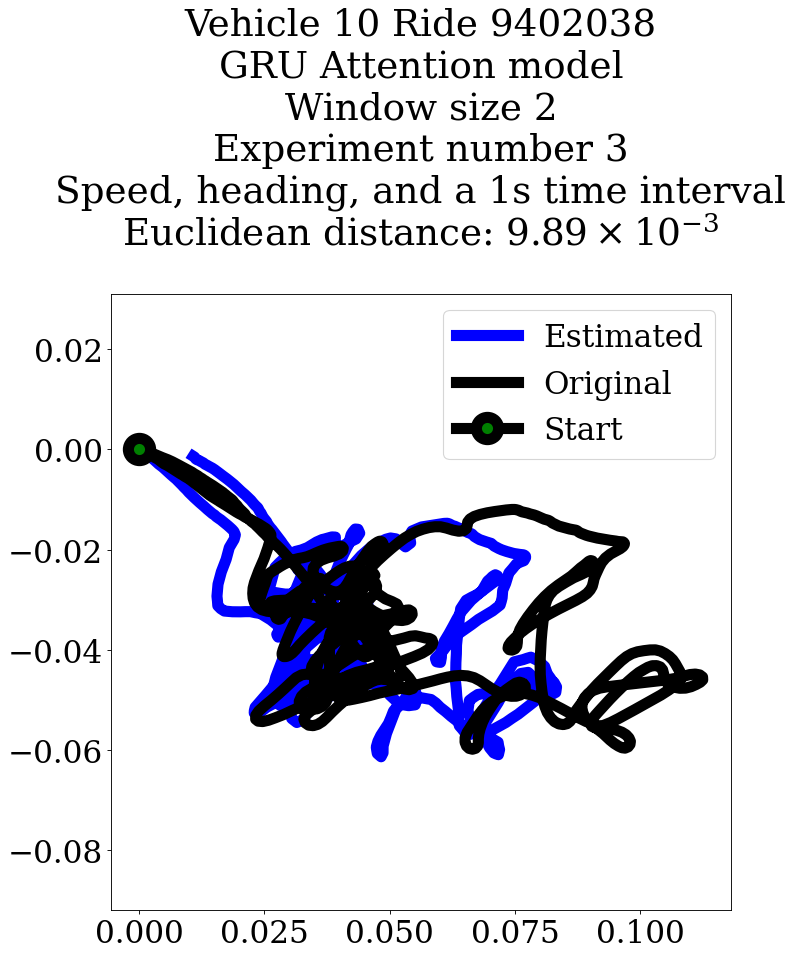 Vehicle 10 Ride 9402038
GRU Attention model
Window size 2
Experiment number 3
Speed, heading, and a 1s time interval
Euclidean distance: 9.89 × 10⁻³
Estimated
Original
Start
0.02
0.00
−0.02
−0.04
−0.06
−0.08
0.000 0.025 0.050 0.075 0.100